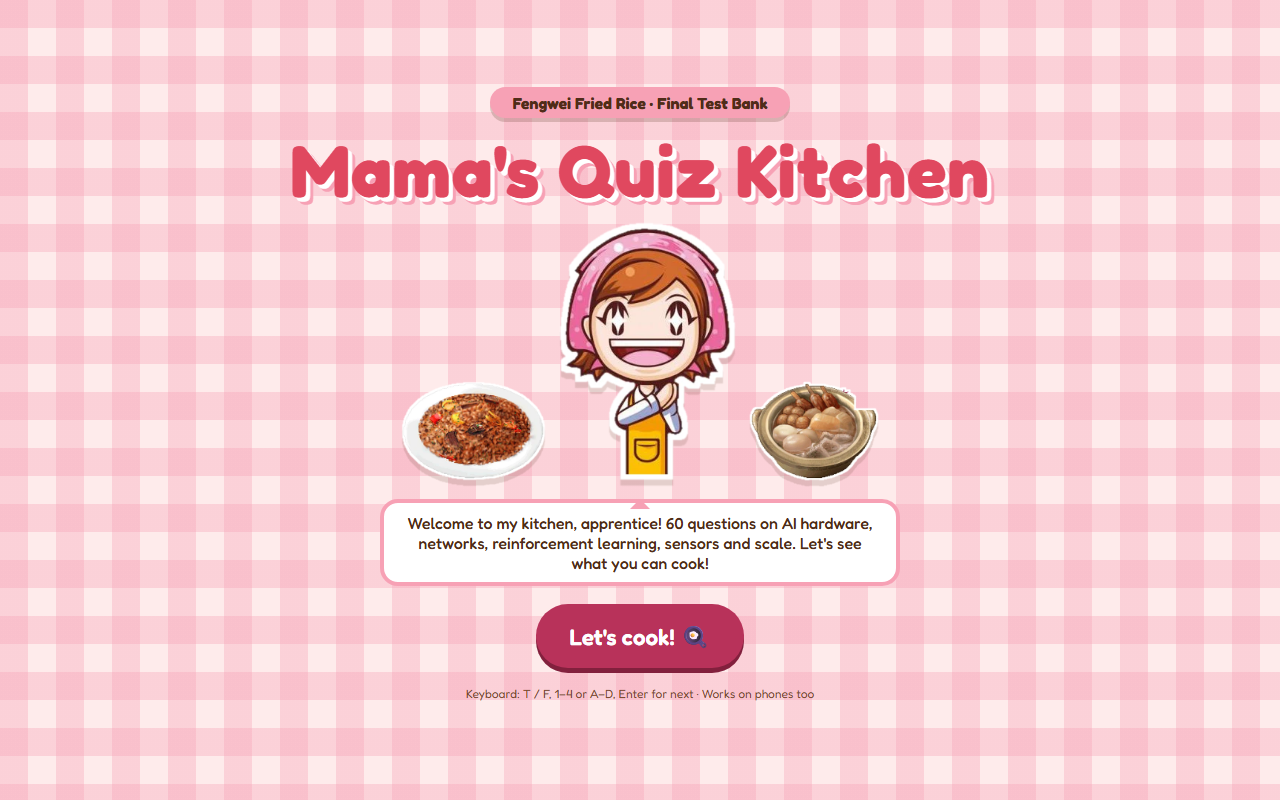 Fengwei Fried Rice · Final Test Bank
Mama's Quiz Kitchen
Welcome to my kitchen, apprentice! 60 questions on AI hardware,
networks, reinforcement learning, sensors and scale. Let's see
what you can cook!
Let's cook!
Keyboard: T / F, 1–4 or A–D, Enter for next · Works on phones too